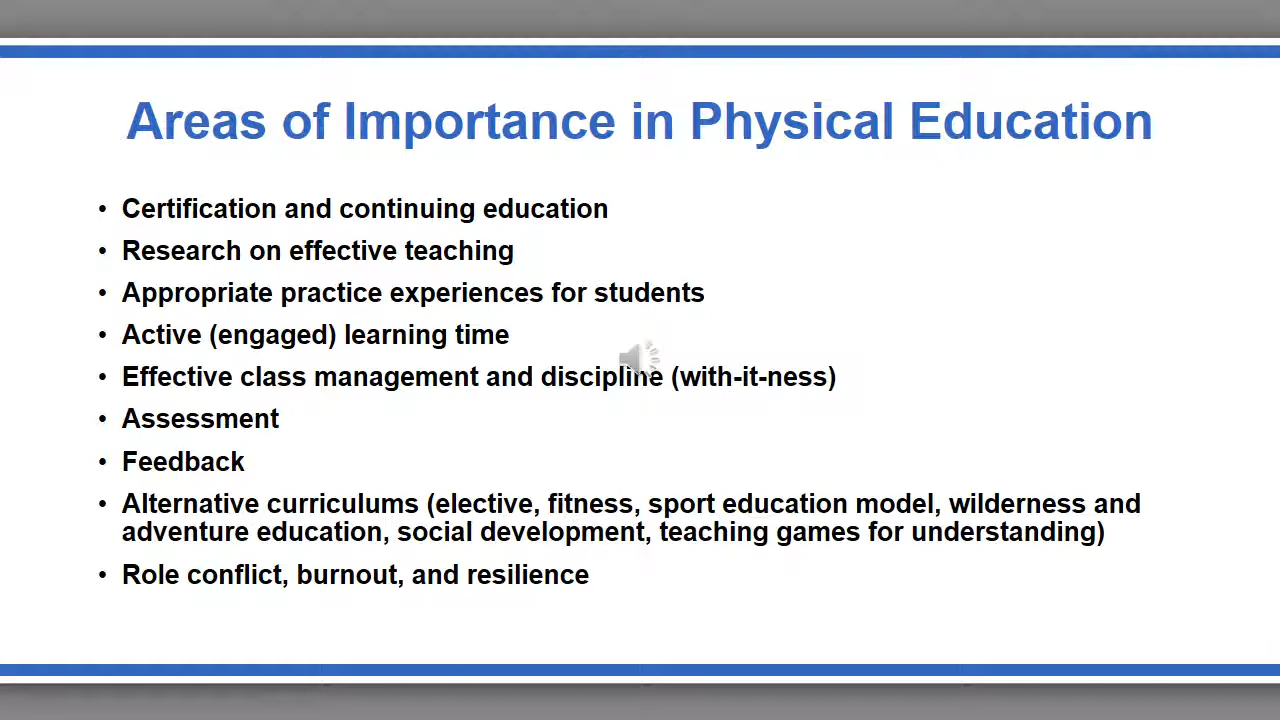 Areas of Importance in Physical Education
• Certification and continuing education
• Research on effective teaching
• Appropriate practice experiences for students
• Active (engaged) learning time
• Effective class management and discipline (with-it-ness)
• Assessment
• Feedback
• Alternative curriculums (elective, fitness, sport education model, wilderness and
adventure education, social development, teaching games for understanding)
• Role conflict, burnout, and resilience